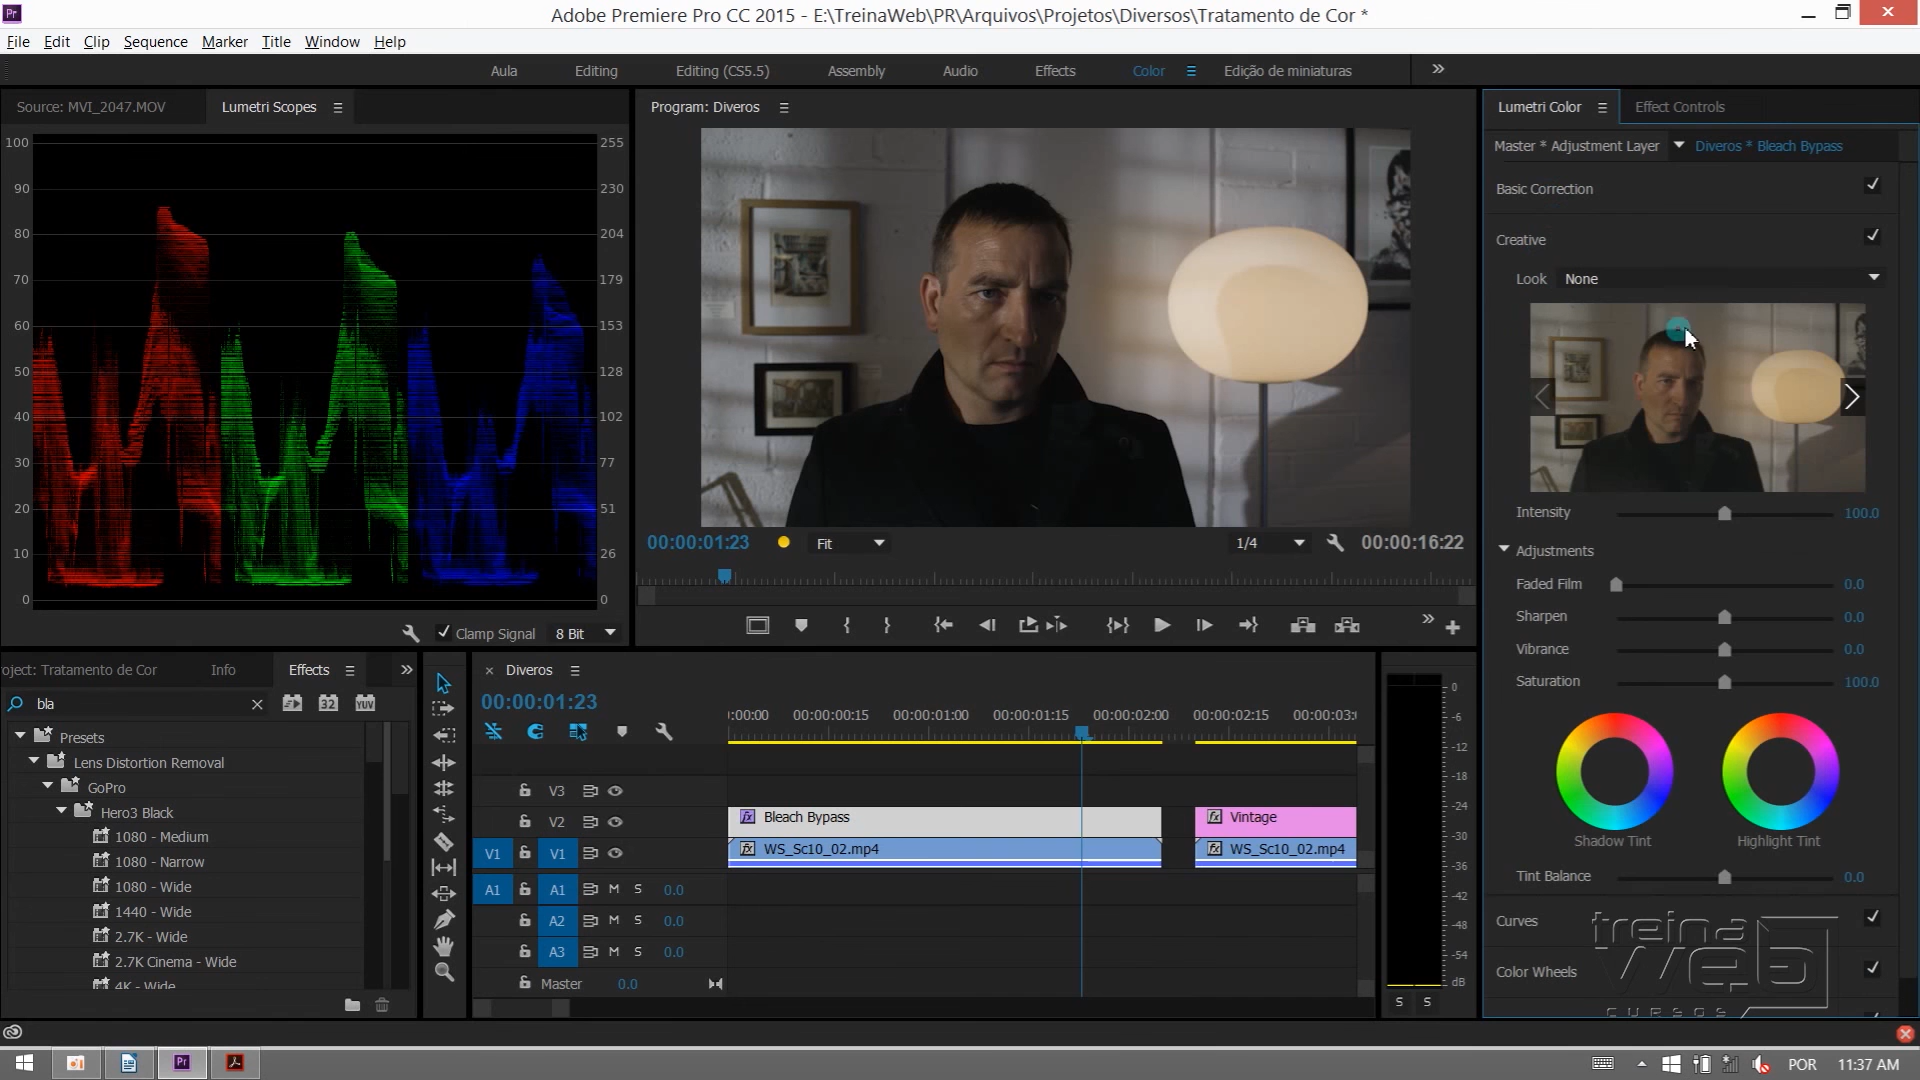 Adobe Premiere Pro CC 2015 - E:\TreinaWeb\PR\Arquivos\Projetos\Diversos\Tratamento de Cor *
File Edit Clip Sequence Marker Title Window Help
Aula Editing Editing (CS5.5) Assembly Audio Effects Color Edição de miniaturas
Source: MVI_2047.MOV Lumetri Scopes
100 255
90 230
80 204
70 179
60 153
50 128
40 102
30 77
20 51
10 26
0 0
Clamp Signal 8 Bit
Program: Diveros
00:00:01:23 Fit 1/4 00:00:16:22
Lumetri Color Effect Controls
Master * Adjustment Layer Diveros * Bleach Bypass
Basic Correction
Creative
Look None
Intensity 100.0
Adjustments
Faded Film 0.0
Sharpen 0.0
Vibrance 0.0
Saturation 100.0
Shadow Tint Highlight Tint
Tint Balance 0.0
Curves
Color Wheels
treina
web
cursos
oject: Tratamento de Cor Info Effects
bla
32 YUV
Presets
Lens Distortion Removal
GoPro
Hero3 Black
1080 - Medium
1080 - Narrow
1080 - Wide
1440 - Wide
2.7K - Wide
2.7K Cinema - Wide
4K - Wide
Diveros
00:00:01:23
:00:00 00:00:00:15 00:00:01:00 00:00:01:15 00:00:02:00 00:00:02:15 00:00:03:
V3
V2 fx Bleach Bypass fx Vintage
V1 V1 fx WS_Sc10_02.mp4 fx WS_Sc10_02.mp4
A1 A1 M S 0.0
A2 M S 0.0
A3 M S 0.0
Master 0.0
0
-6
-12
-18
-24
-30
-36
-42
-48
-54
dB
S S
Pr POR 11:37 AM